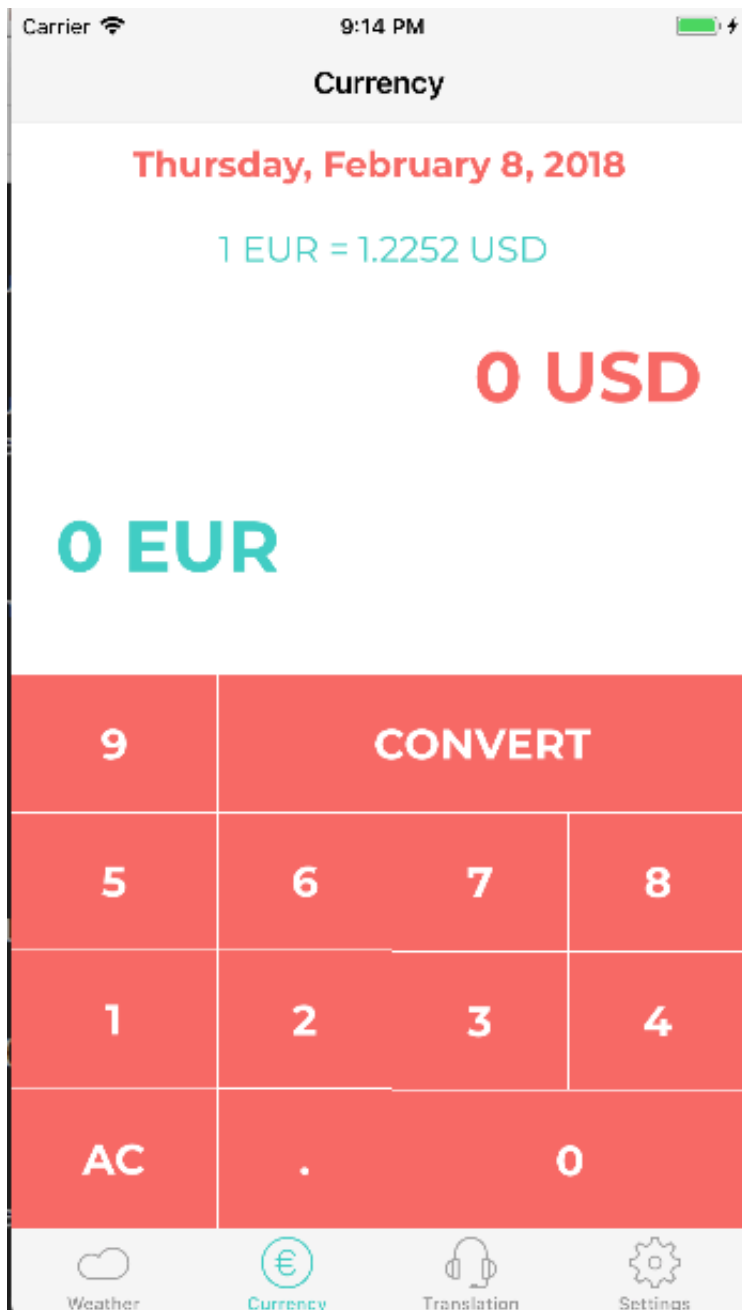 Carrier 9:14 PM
Currency
Thursday, February 8, 2018
1 EUR = 1.2252 USD
0 USD
0 EUR
9 CONVERT
5 6 7 8
1 2 3 4
AC . 0
€
Weather Currency Translation Settings